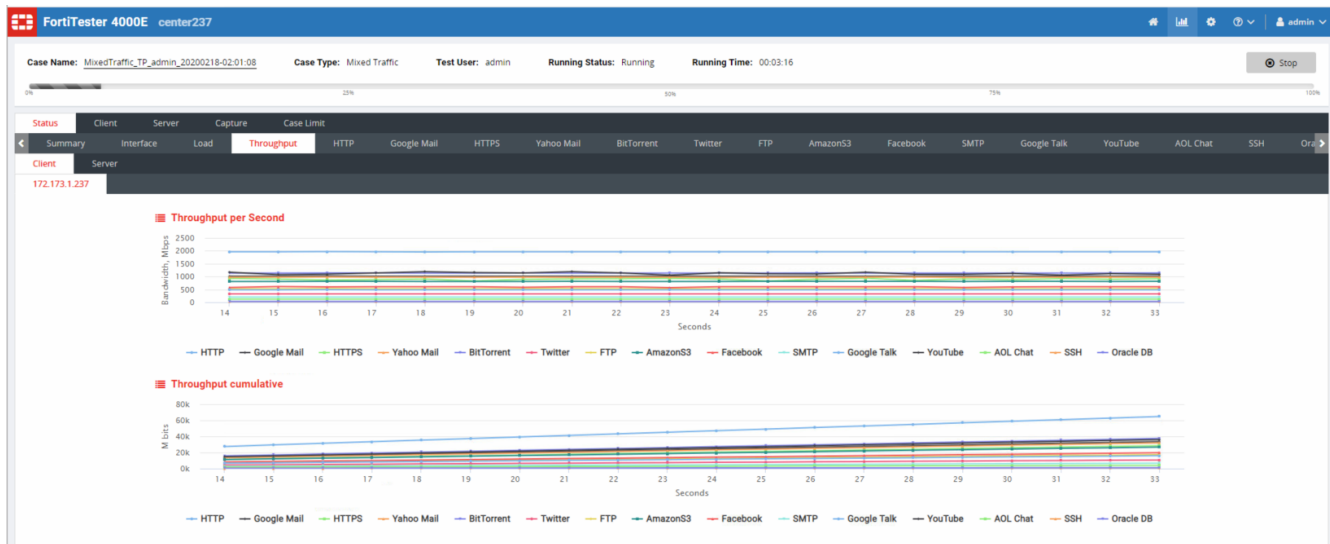 FortiTester 4000E center237 admin
Case Name: MixedTraffic_TP_admin_20200218-02:01:08 Case Type: Mixed Traffic Test User: admin Running Status: Running Running Time: 00:03:16 Stop
0% 25% 50% 75% 100%
Status Client Server Capture Case Limit
Summary Interface Load Throughput HTTP Google Mail HTTPS Yahoo Mail BitTorrent Twitter FTP AmazonS3 Facebook SMTP Google Talk YouTube AOL Chat SSH Ora
Client Server
172.173.1.237
Throughput per Second
Bandwidth, Mbps
2500
2000
1500
1000
500
0
14 15 16 17 18 19 20 21 22 23 24 25 26 27 28 29 30 31 32 33
Seconds
HTTP Google Mail HTTPS Yahoo Mail BitTorrent Twitter FTP AmazonS3 Facebook SMTP Google Talk YouTube AOL Chat SSH Oracle DB
Throughput cumulative
M bits
80k
60k
40k
20k
0k
14 15 16 17 18 19 20 21 22 23 24 25 26 27 28 29 30 31 32 33
Seconds
HTTP Google Mail HTTPS Yahoo Mail BitTorrent Twitter FTP AmazonS3 Facebook SMTP Google Talk YouTube AOL Chat SSH Oracle DB